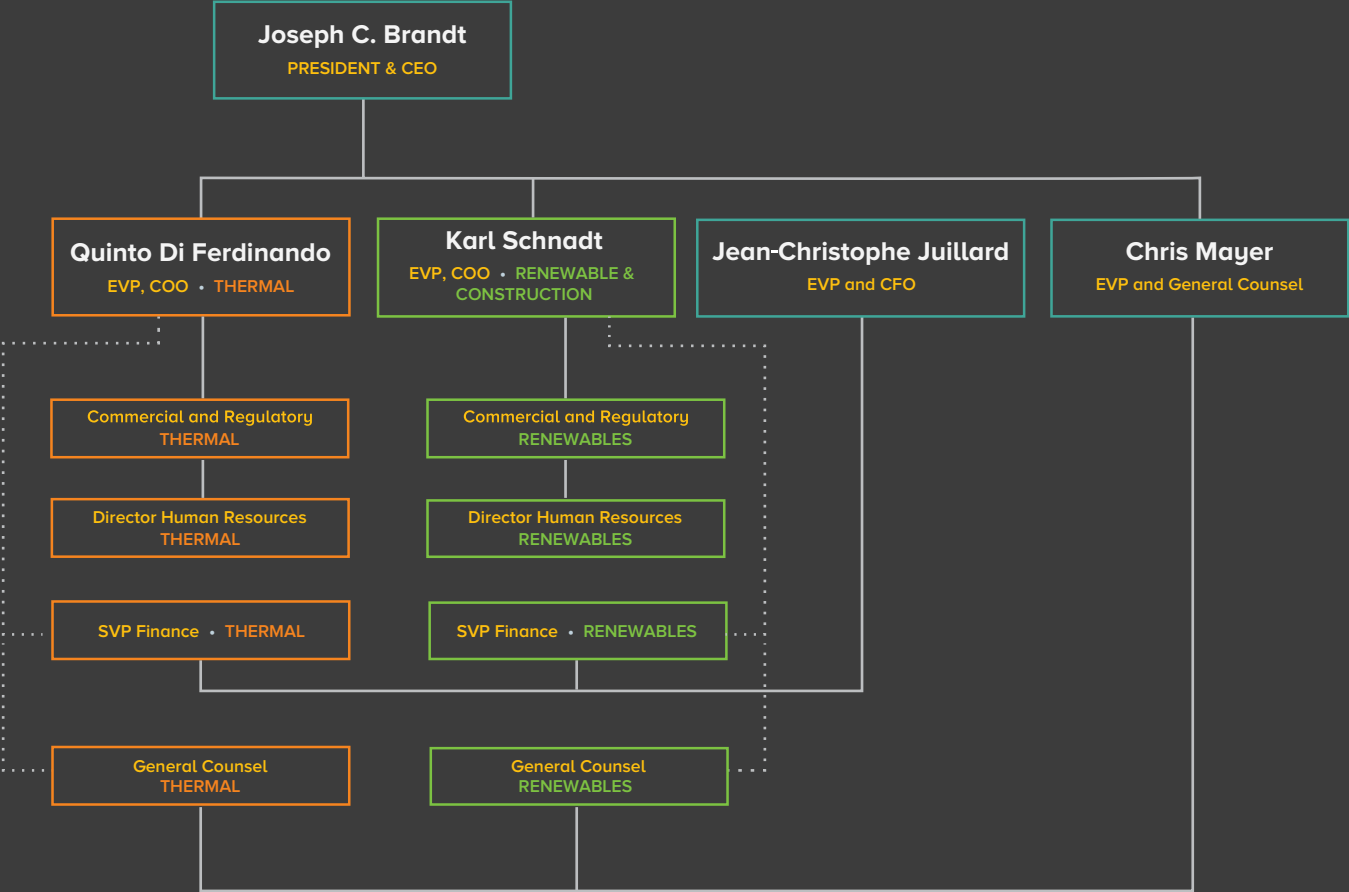 Joseph C. Brandt
PRESIDENT & CEO
Quinto Di Ferdinando
EVP, COO • THERMAL
Karl Schnadt
EVP, COO • RENEWABLE &
CONSTRUCTION
Jean-Christophe Juillard
EVP and CFO
Chris Mayer
EVP and General Counsel
Commercial and Regulatory
THERMAL
Commercial and Regulatory
RENEWABLES
Director Human Resources
THERMAL
Director Human Resources
RENEWABLES
SVP Finance • THERMAL
SVP Finance • RENEWABLES
General Counsel
THERMAL
General Counsel
RENEWABLES